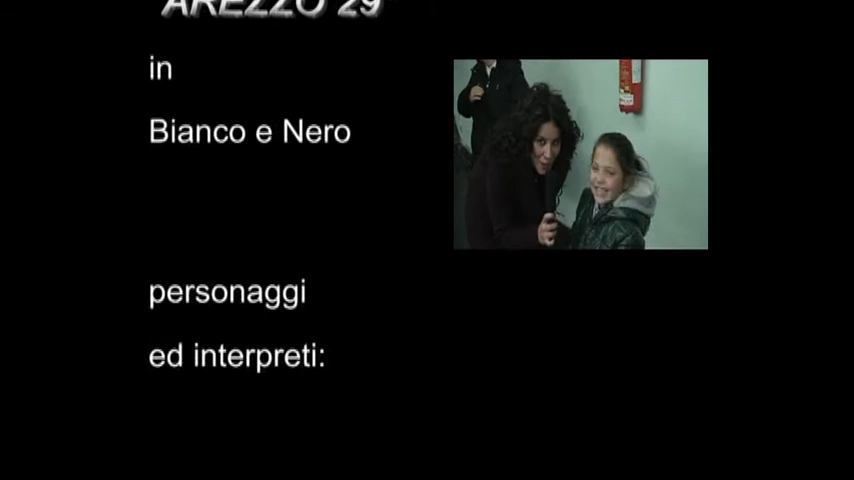 "AREZZO 29"
in
Bianco e Nero
personaggi
ed interpreti: